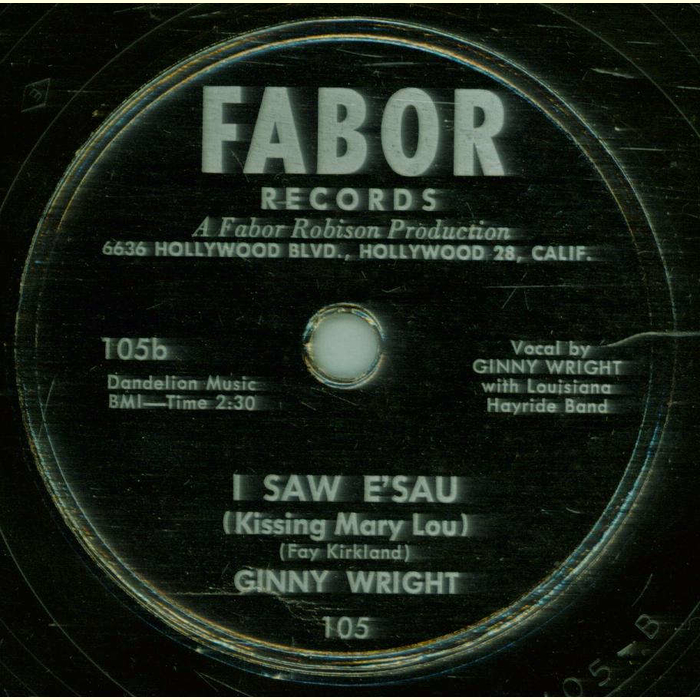 FABOR
RECORDS
A Fabor Robison Production
6636 HOLLYWOOD BLVD., HOLLYWOOD 28, CALIF.
105b
Dandelion Music
BMI—Time 2:30
Vocal by
GINNY WRIGHT
with Louisiana
Hayride Band
I SAW E'SAU
(Kissing Mary Lou)
(Fay Kirkland)
GINNY WRIGHT
105